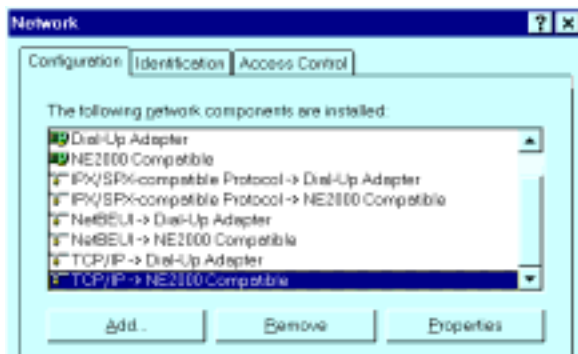 Network
Configuration Identification Access Control
The following network components are installed:
Dial-Up Adapter
NE2000 Compatible
IPX/SPX-compatible Protocol -> Dial-Up Adapter
IPX/SPX-compatible Protocol -> NE2000 Compatible
NetBEUI -> Dial-Up Adapter
NetBEUI -> NE2000 Compatible
TCP/IP -> Dial-Up Adapter
TCP/IP -> NE2000 Compatible
Add... Remove Properties